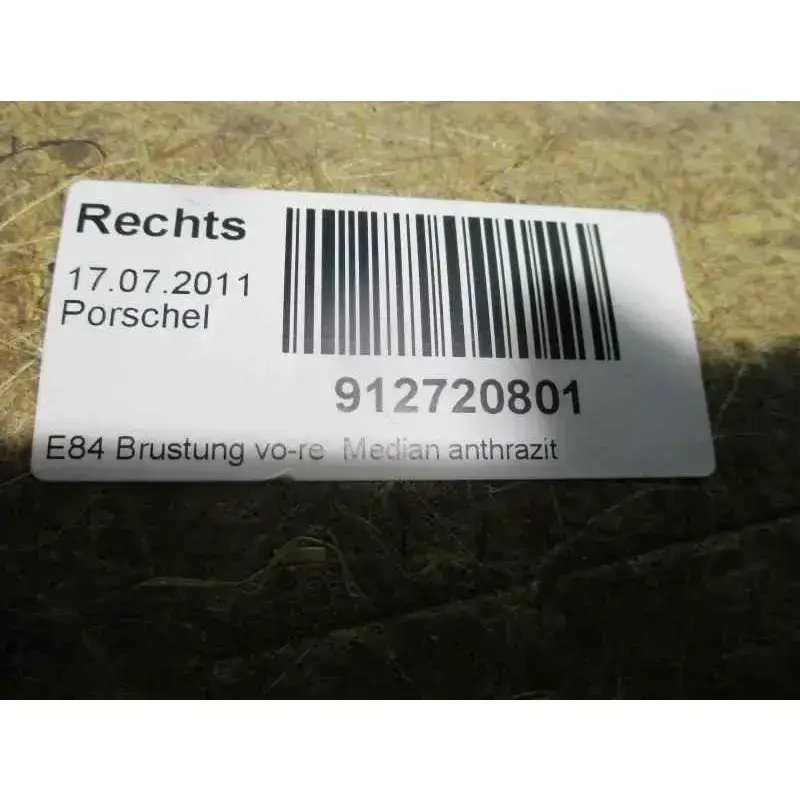 Rechts
17.07.2011
Porschel
912720801
E84 Brustung vo-re Median anthrazit